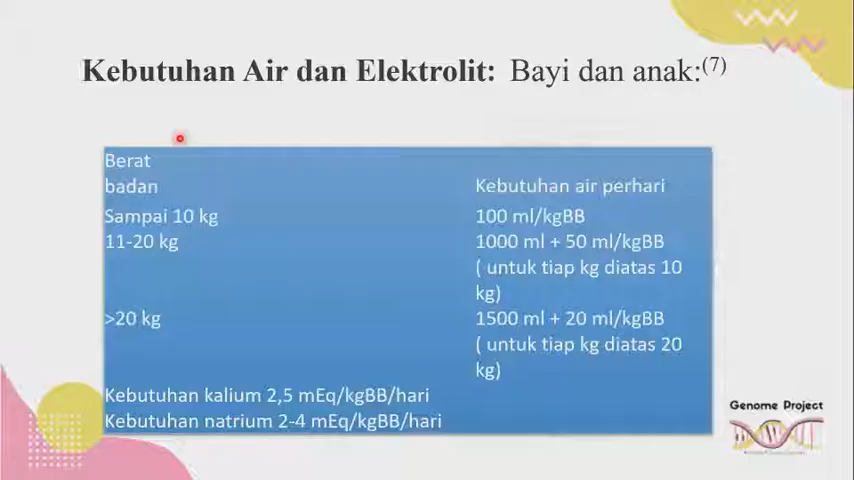 Kebutuhan Air dan Elektrolit: Bayi dan anak:(7)
Berat
badan Kebutuhan air perhari
Sampai 10 kg 100 ml/kgBB
11-20 kg 1000 ml + 50 ml/kgBB
( untuk tiap kg diatas 10
kg)
>20 kg 1500 ml + 20 ml/kgBB
( untuk tiap kg diatas 20
kg)
Kebutuhan kalium 2,5 mEq/kgBB/hari
Kebutuhan natrium 2-4 mEq/kgBB/hari
Genome Project